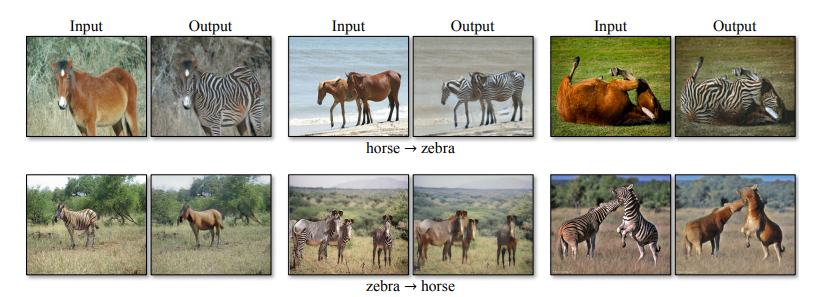 Input Output Input Output Input Output
horse → zebra
zebra → horse